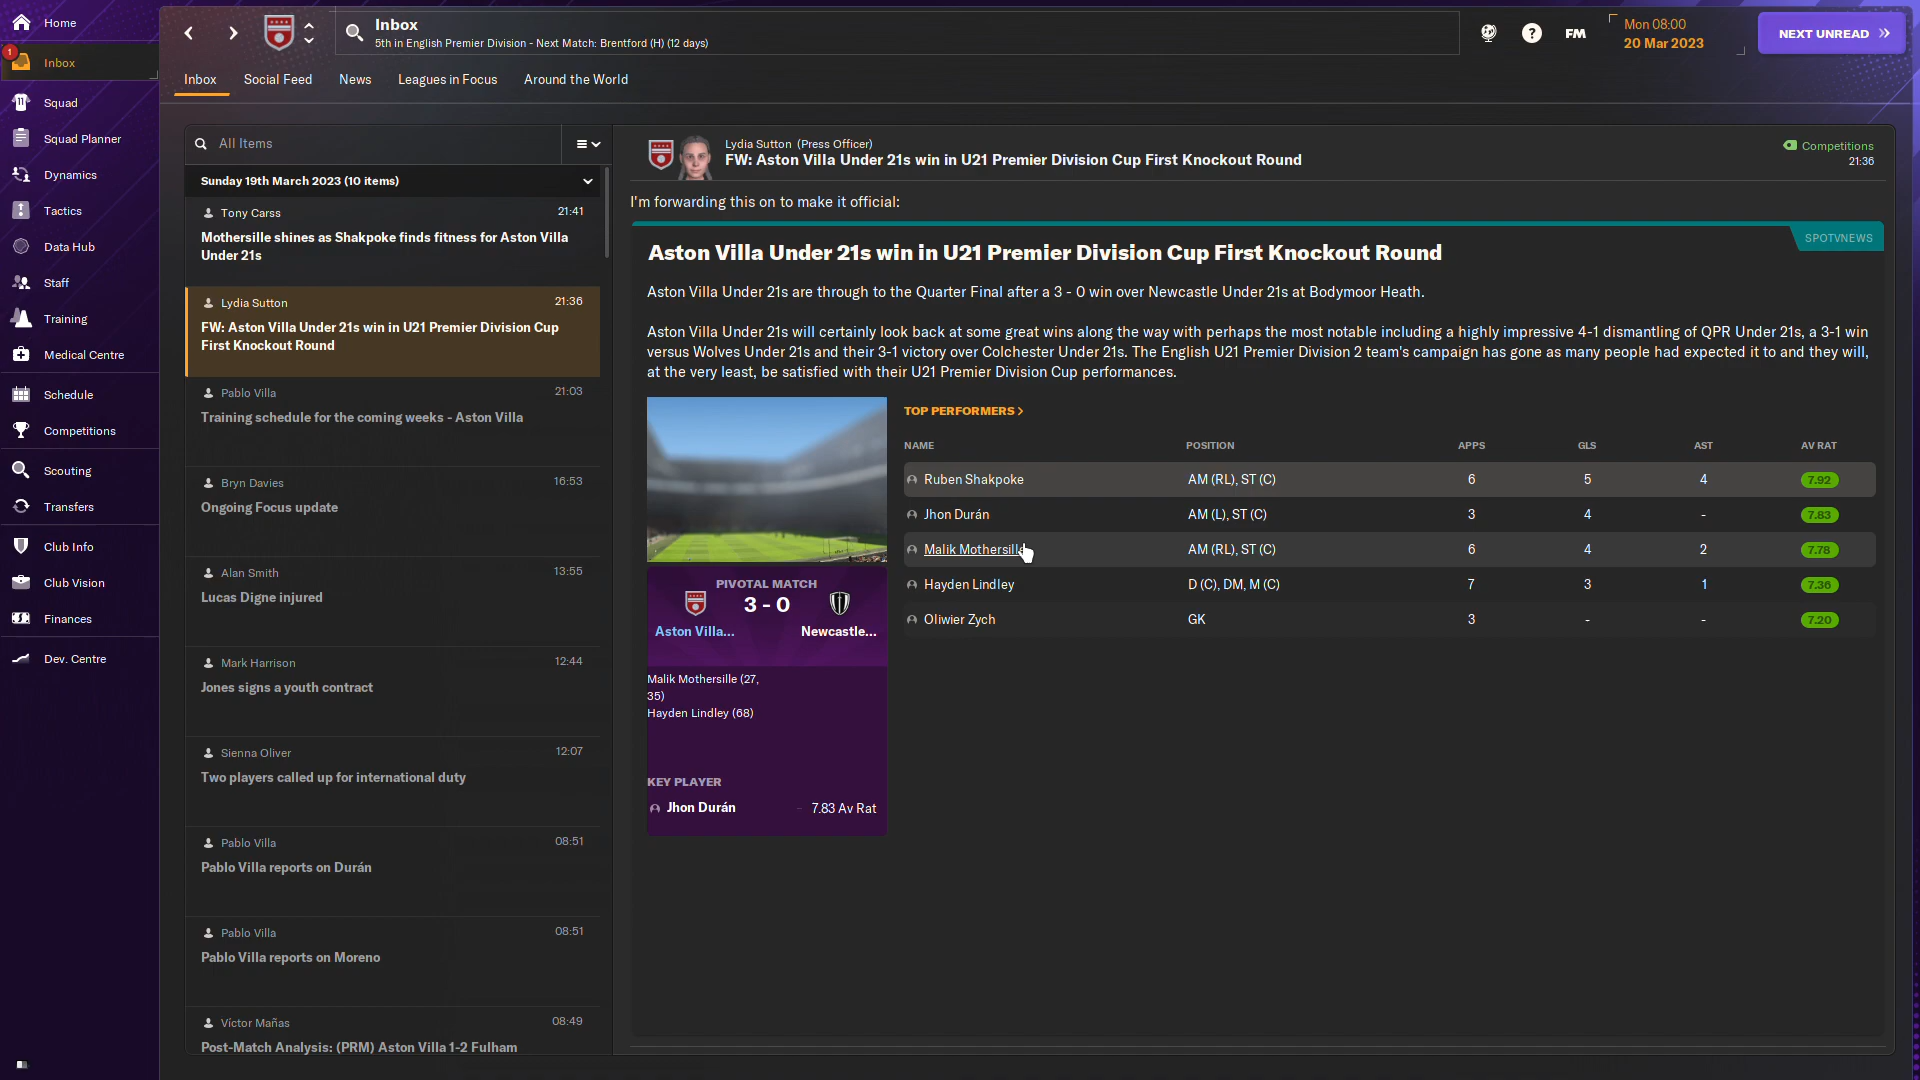 Home
1
Inbox
Squad
Squad Planner
Dynamics
Tactics
Data Hub
Staff
Training
Medical Centre
Schedule
Competitions
Scouting
Transfers
Club Info
Club Vision
Finances
Dev. Centre
Inbox
5th in English Premier Division - Next Match: Brentford (H) (12 days)
FM
Mon 08:00
20 Mar 2023
NEXT UNREAD
Inbox Social Feed News Leagues in Focus Around the World
All Items
Sunday 19th March 2023 (10 items)
Tony Carss 21:41
Mothersille shines as Shakpoke finds fitness for Aston Villa
Under 21s
Lydia Sutton 21:36
FW: Aston Villa Under 21s win in U21 Premier Division Cup
First Knockout Round
Pablo Villa 21:03
Training schedule for the coming weeks - Aston Villa
Bryn Davies 16:53
Ongoing Focus update
Alan Smith 13:55
Lucas Digne injured
Mark Harrison 12:44
Jones signs a youth contract
Sienna Oliver 12:07
Two players called up for international duty
Pablo Villa 08:51
Pablo Villa reports on Durán
Pablo Villa 08:51
Pablo Villa reports on Moreno
Víctor Mañas 08:49
Post-Match Analysis: (PRM) Aston Villa 1-2 Fulham
Lydia Sutton (Press Officer)
FW: Aston Villa Under 21s win in U21 Premier Division Cup First Knockout Round
Competitions
21:36
I'm forwarding this on to make it official:
SPOTVNEWS
Aston Villa Under 21s win in U21 Premier Division Cup First Knockout Round
Aston Villa Under 21s are through to the Quarter Final after a 3 - 0 win over Newcastle Under 21s at Bodymoor Heath.
Aston Villa Under 21s will certainly look back at some great wins along the way with perhaps the most notable including a highly impressive 4-1 dismantling of QPR Under 21s, a 3-1 win
versus Wolves Under 21s and their 3-1 victory over Colchester Under 21s. The English U21 Premier Division 2 team's campaign has gone as many people had expected it to and they will,
at the very least, be satisfied with their U21 Premier Division Cup performances.
PIVOTAL MATCH
3 - 0
Aston Villa... Newcastle...
Malik Mothersille (27,
35)
Hayden Lindley (68)
KEY PLAYER
Jhon Durán - 7.83 Av Rat
TOP PERFORMERS >
NAME POSITION APPS GLS AST AV RAT
Ruben Shakpoke AM (RL), ST (C) 6 5 4 7.92
Jhon Durán AM (L), ST (C) 3 4 - 7.83
Malik Mothersille AM (RL), ST (C) 6 4 2 7.78
Hayden Lindley D (C), DM, M (C) 7 3 1 7.36
Oliwier Zych GK 3 - - 7.20